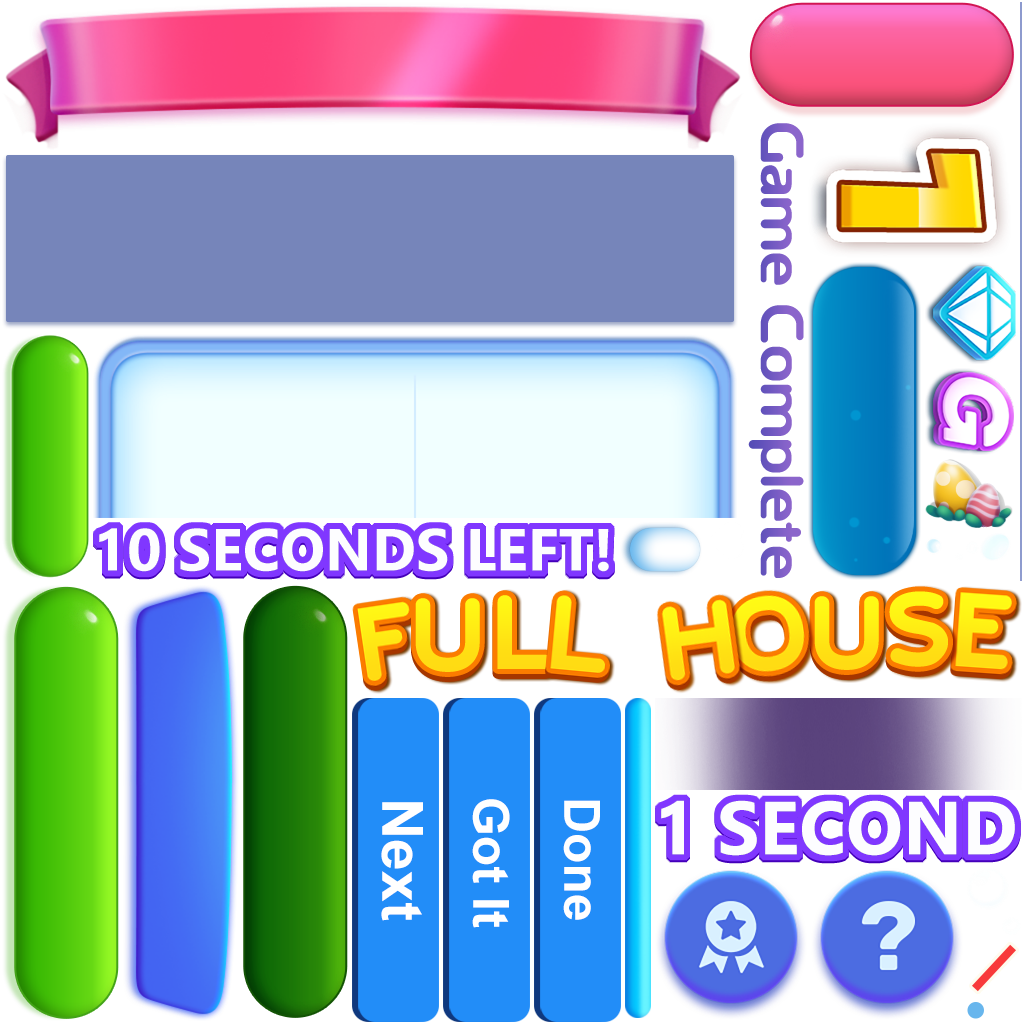 Game Complete
G
10 SECONDS LEFT!
FULL HOUSE
Next
Got It
Done
1 SECOND
?